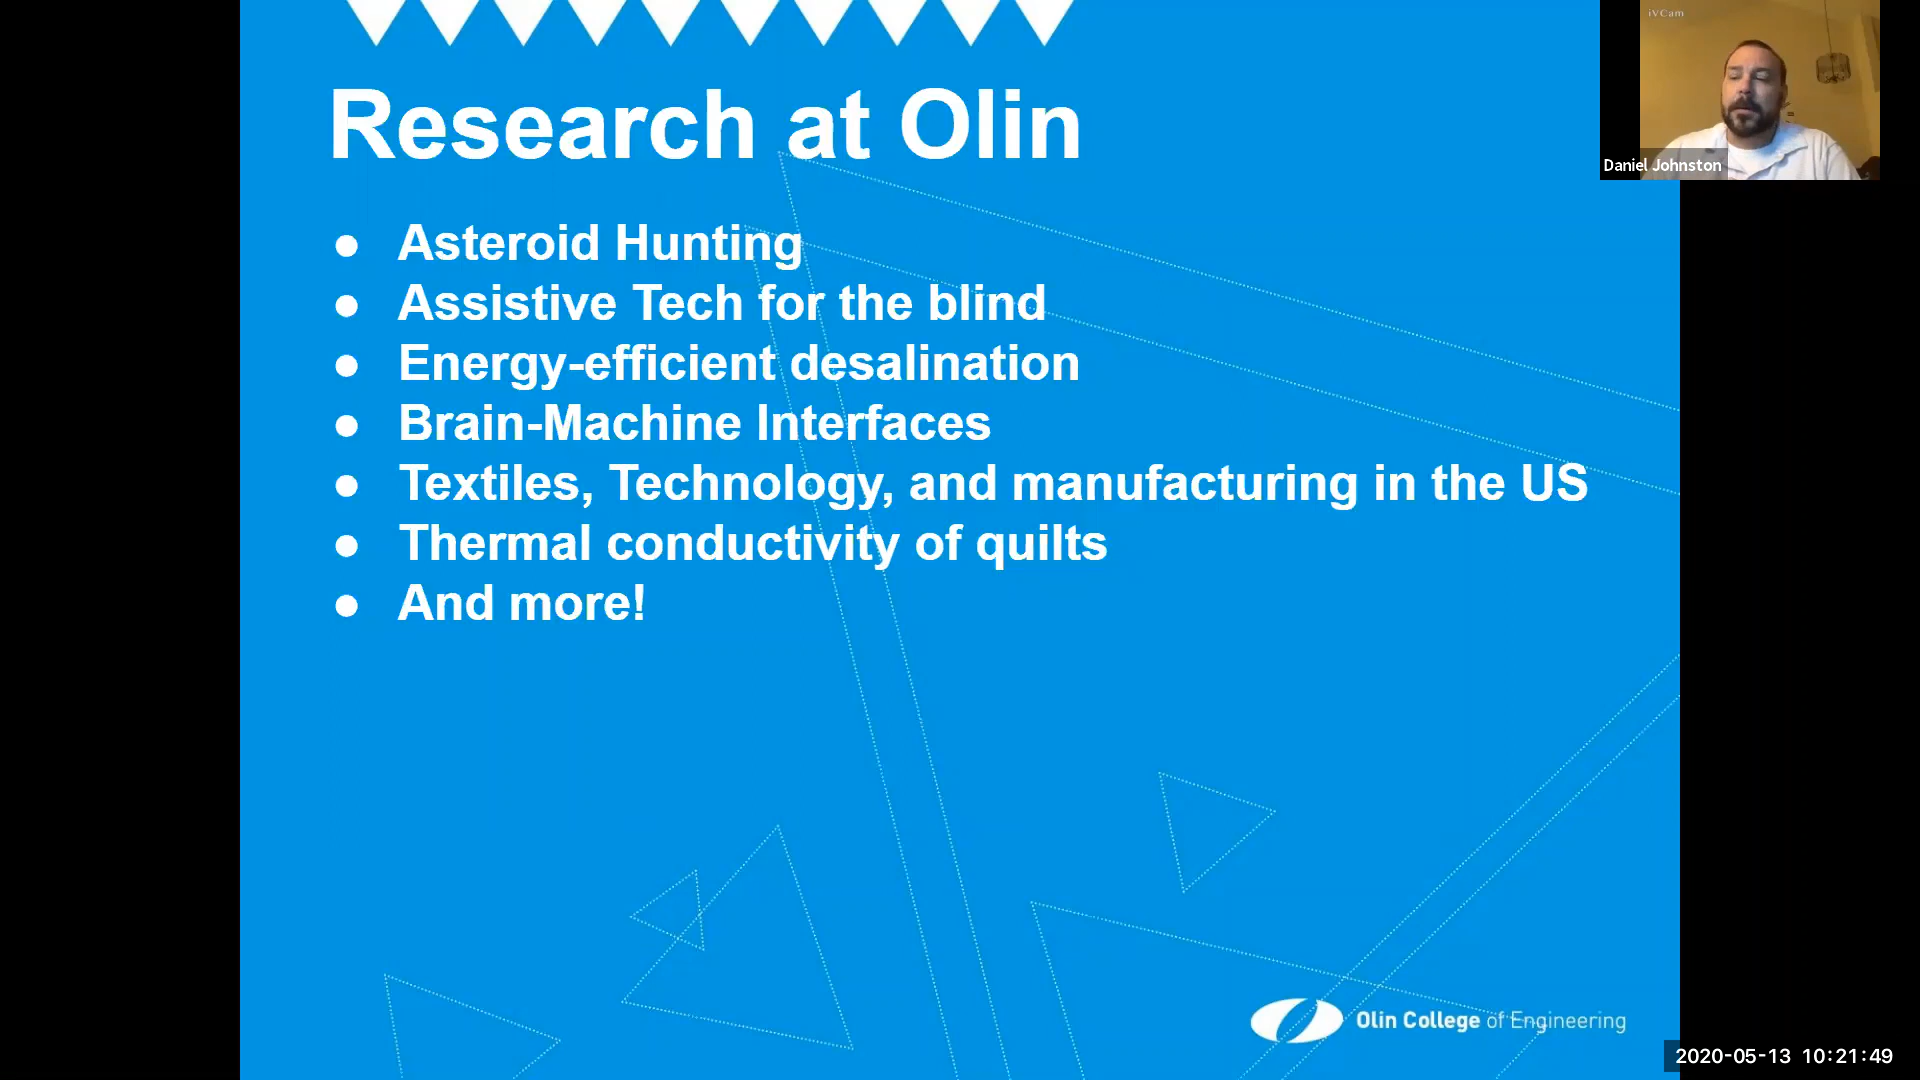 Research at Olin
Asteroid Hunting
Assistive Tech for the blind
Energy-efficient desalination
Brain-Machine Interfaces
Textiles, Technology, and manufacturing in the US
Thermal conductivity of quilts
And more!
iVCam
Daniel Johnston
Olin College of Engineering
2020-05-13 10:21:49